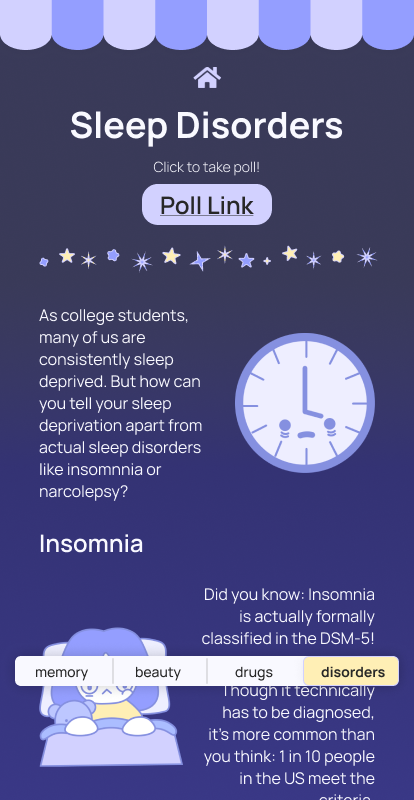 Sleep Disorders
Click to take poll!
Poll Link
As college students,
many of us are
consistently sleep
deprived. But how can
you tell your sleep
deprivation apart from
actual sleep disorders
like insomnnia or
narcolepsy?
Insomnia
Did you know: Insomnia
is actually formally
classified in the DSM-5!
memory beauty drugs disorders
Though it technically
has to be diagnosed,
it's more common than
you think: 1 in 10 people
in the US meet the
criteria.